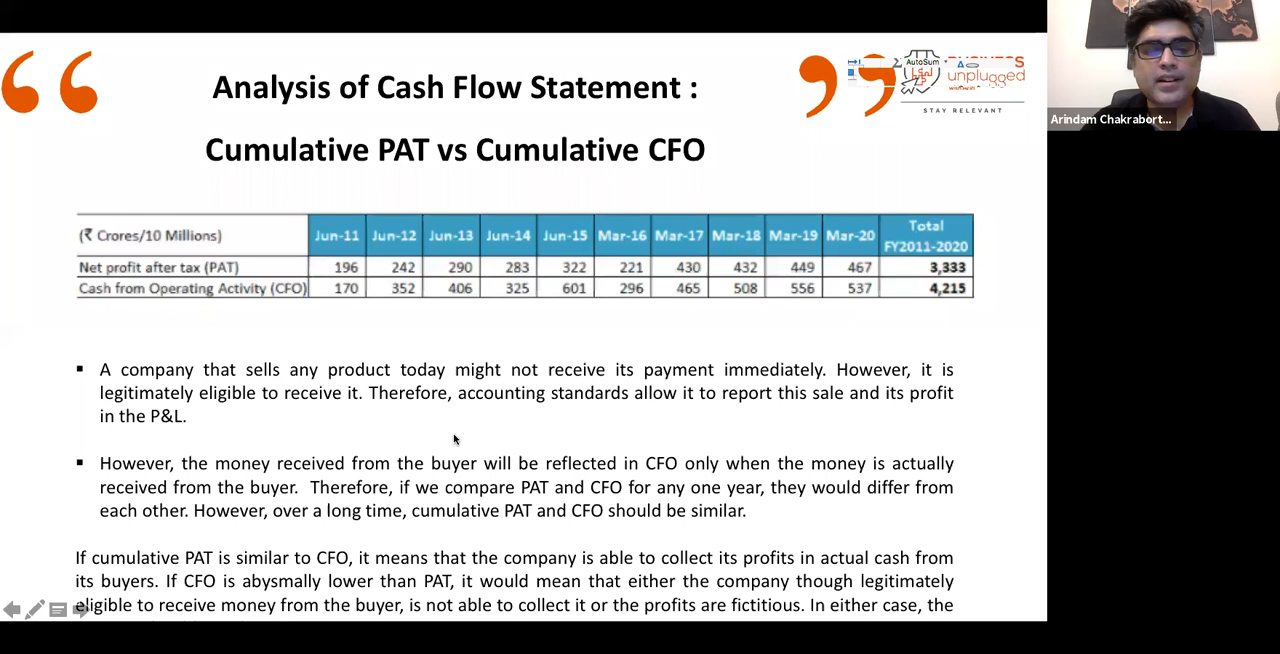 Analysis of Cash Flow Statement :
Cumulative PAT vs Cumulative CFO
AutoSum
unplugged
STAY RELEVANT
Arindam Chakrabort...
(₹ Crores/10 Millions) Jun-11 Jun-12 Jun-13 Jun-14 Jun-15 Mar-16 Mar-17 Mar-18 Mar-19 Mar-20 Total FY2011-2020
Net profit after tax (PAT) 196 242 290 283 322 221 430 432 449 467 3,333
Cash from Operating Activity (CFO) 170 352 406 325 601 296 465 508 556 537 4,215
▪ A company that sells any product today might not receive its payment immediately. However, it is
legitimately eligible to receive it. Therefore, accounting standards allow it to report this sale and its profit
in the P&L.
▪ However, the money received from the buyer will be reflected in CFO only when the money is actually
received from the buyer. Therefore, if we compare PAT and CFO for any one year, they would differ from
each other. However, over a long time, cumulative PAT and CFO should be similar.
If cumulative PAT is similar to CFO, it means that the company is able to collect its profits in actual cash from
its buyers. If CFO is abysmally lower than PAT, it would mean that either the company though legitimately
eligible to receive money from the buyer, is not able to collect it or the profits are fictitious. In either case, the